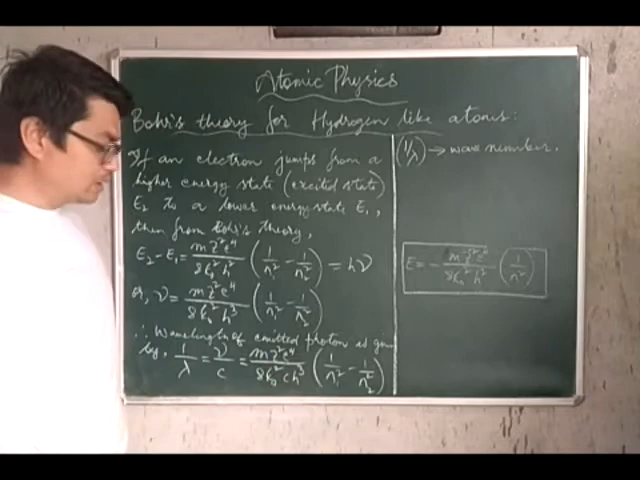 Atomic Physics
Bohr's theory for Hydrogen like atoms:
If an electron jumps from a
higher energy state (excited state)
E₂ to a lower energy state E₁,
then from Bohr's theory,
E₂ - E₁ = mz²e⁴/8ε₀²h² (1/n₁² - 1/n₂²) = hν
or, ν = mz²e⁴/8ε₀²h³ (1/n₁² - 1/n₂²)
∴ Wavelength of emitted photon is given
by, 1/λ = ν/c = mz²e⁴/8ε₀²ch³ (1/n₁² - 1/n₂²)
(1/λ) → wave number.
E = - mz²e⁴/8ε₀²h² (1/n²)